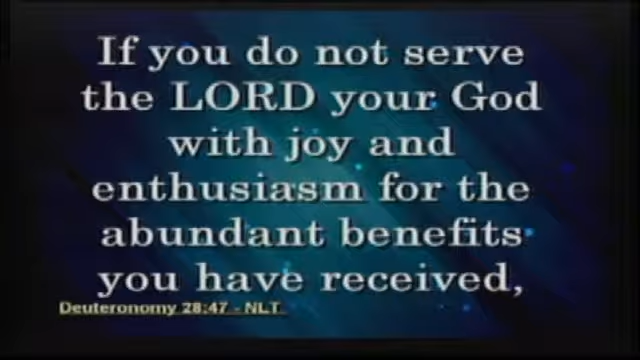 If you do not serve
the LORD your God
with joy and
enthusiasm for the
abundant benefits
you have received,
Deuteronomy 28:47 - NLT